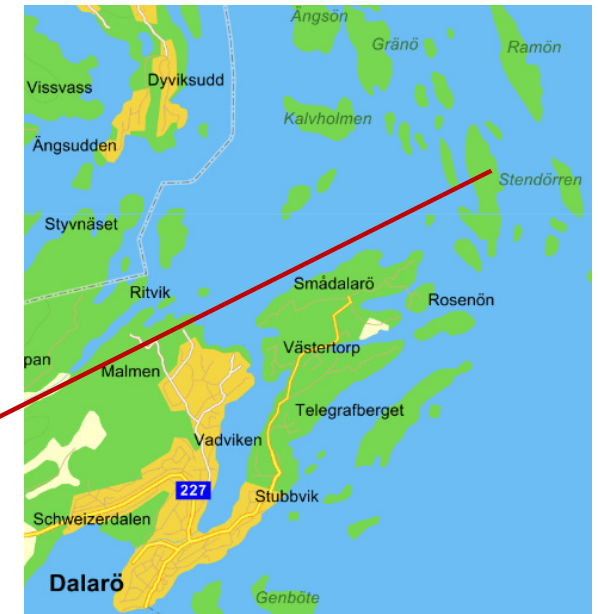 Ängsön
Gränö
Ramön
Vissvass
Dyviksudd
Kalvholmen
Ängsudden
Stendörren
Styvnäset
Smådalarö
Ritvik
Rosenön
pan
Malmen
Västertorp
Telegrafberget
Vadviken
227
Stubbvik
Schweizerdalen
Dalarö
Genböte